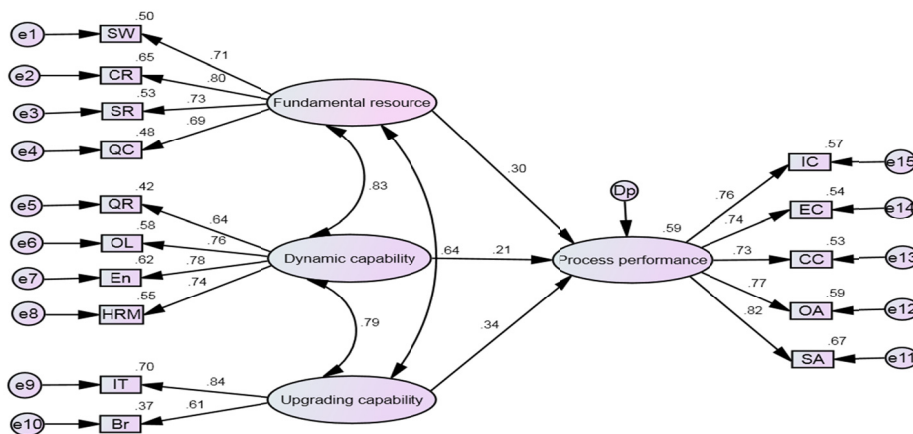 .50
e1 SW
.71
.65
e2 CR
.80
.53
e3 SR
.73
Fundamental resource
.48
e4 QC
.69
.42
e5 QR
.64
.58
e6 OL
.76
.62
e7 En
.78
Dynamic capability
.55
e8 HRM
.74
.70
e9 IT
.84
.37
e10 Br
.61
Upgrading capability
.83
.64
.79
.30
.21
.34
Dp
.59
Process performance
.57
.76
IC e15
.54
.74
EC e14
.53
.73
CC e13
.59
.77
OA e12
.67
.82
SA e11